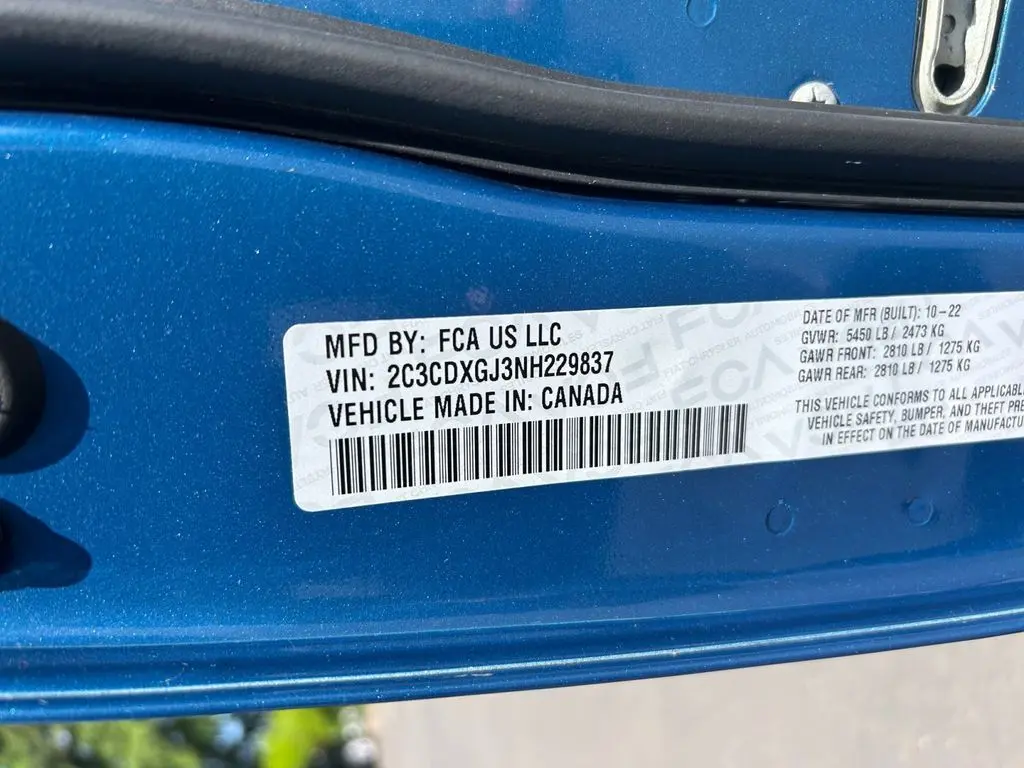 MFD BY: FCA US LLC
VIN: 2C3CDXGJ3NH229837
VEHICLE MADE IN: CANADA
DATE OF MFR (BUILT): 10-22
GVWR: 5450 LB / 2473 KG
GAWR FRONT: 2810 LB / 1275 KG
GAWR REAR: 2810 LB / 1275 KG
THIS VEHICLE CONFORMS TO ALL APPLICABL
VEHICLE SAFETY, BUMPER, AND THEFT PRE
IN EFFECT ON THE DATE OF MANUFACTU